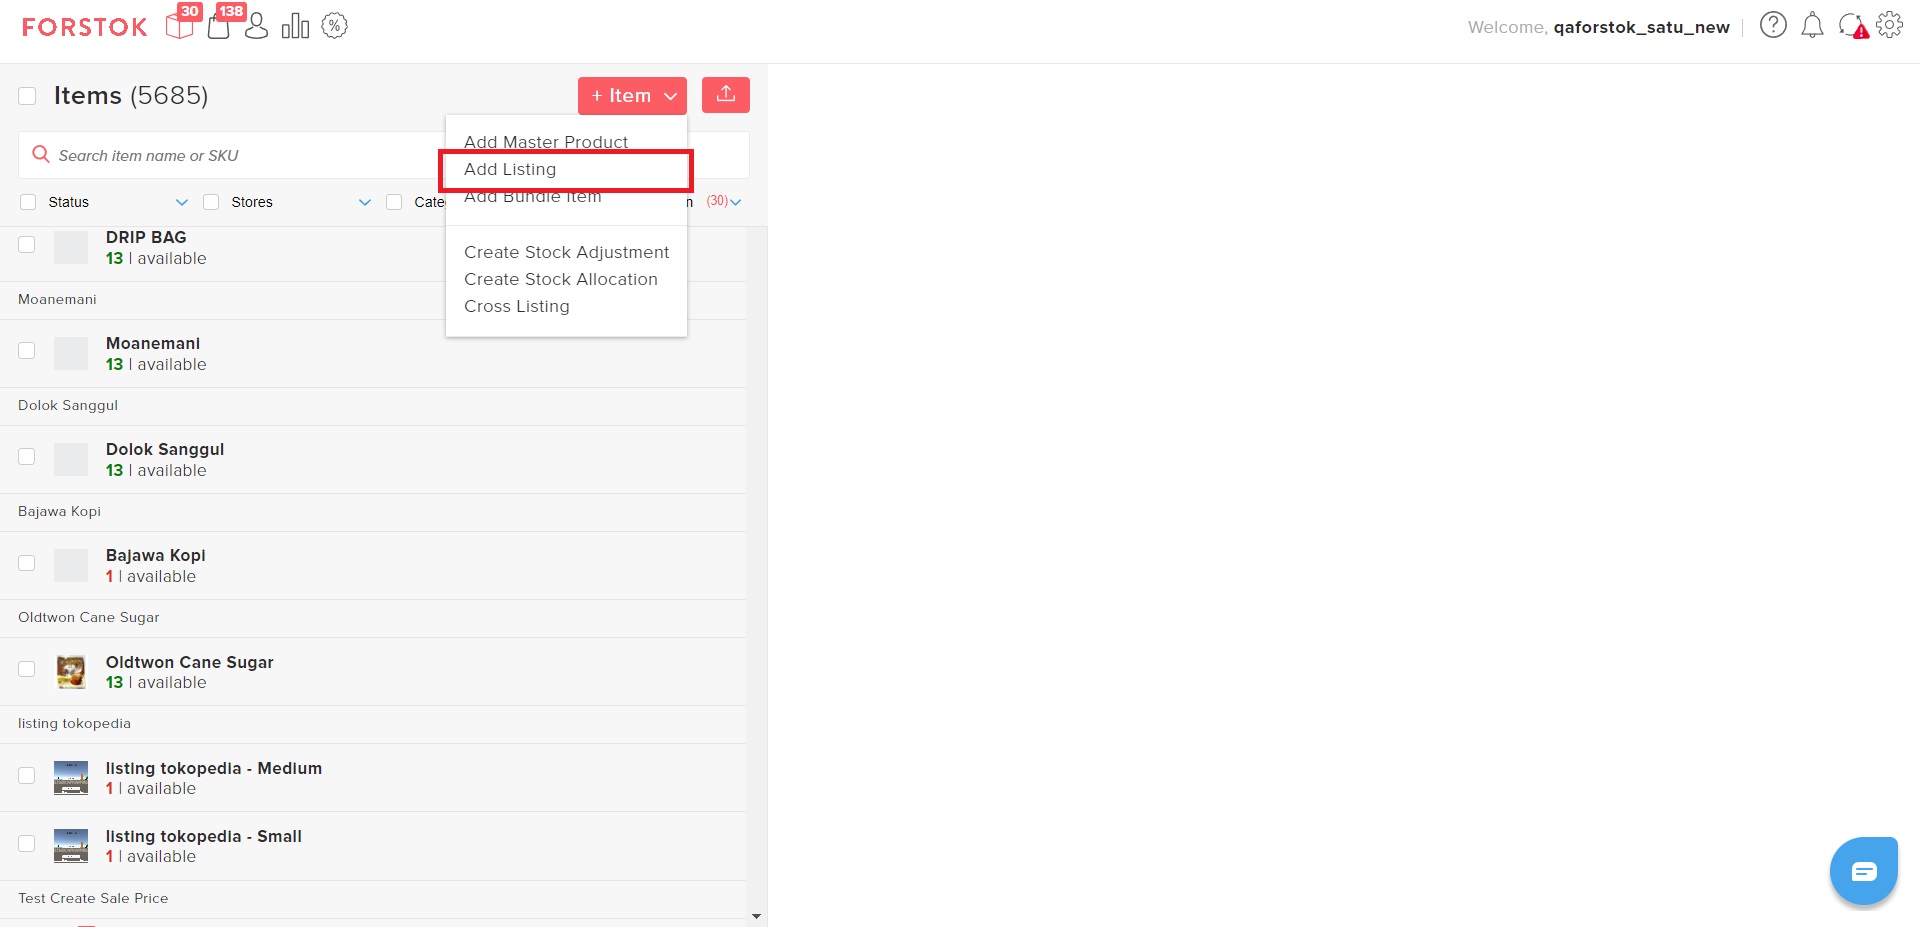 FORSTOK 30 138 % Welcome, qaforstok_satu_new ?
Items (5685) + Item
Search item name or SKU
Add Master Product
Add Listing
Add Bundle Item
Status Stores Cate n (30)
Create Stock Adjustment
Create Stock Allocation
Cross Listing
DRIP BAG
13 | available
Moanemani
Moanemani
13 | available
Dolok Sanggul
Dolok Sanggul
13 | available
Bajawa Kopi
Bajawa Kopi
1 | available
Oldtwon Cane Sugar
Oldtwon Cane Sugar
13 | available
listing tokopedia
listing tokopedia - Medium
1 | available
listing tokopedia - Small
1 | available
Test Create Sale Price